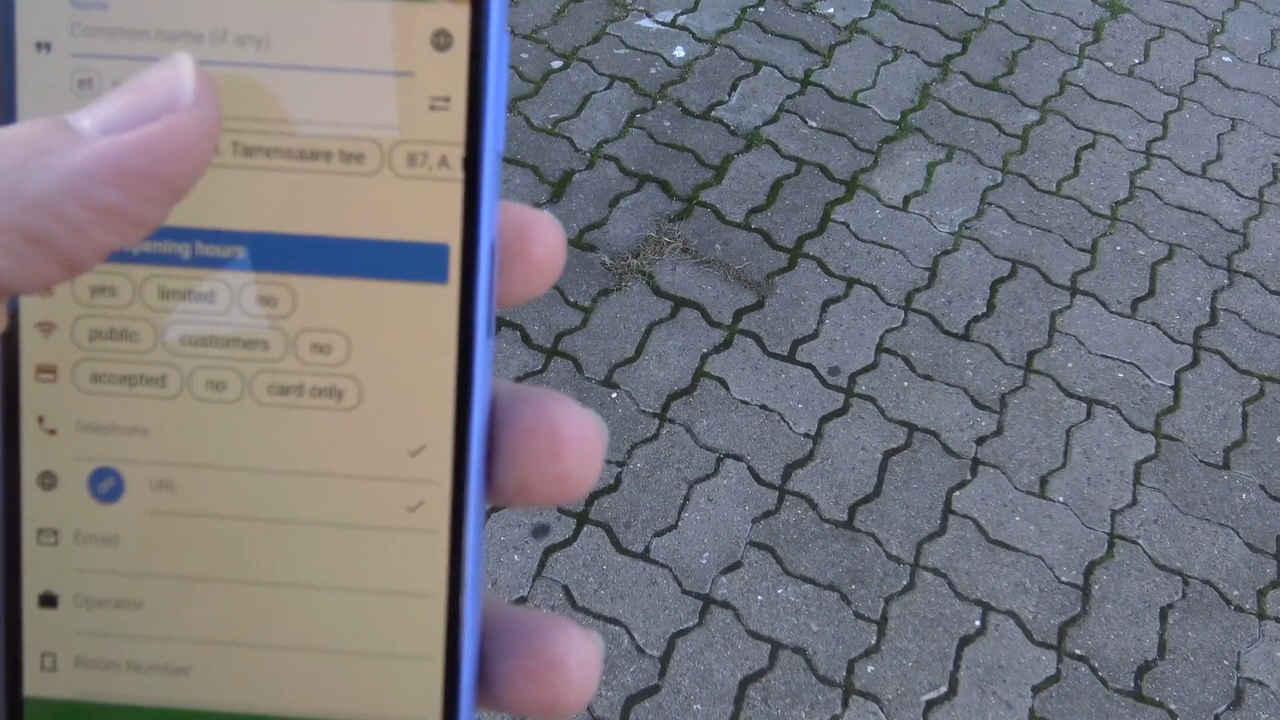 Name
Common name (if any)
et
. Tammsaare tee 87, A.
opening hours
yes limited no
public customers no
accepted no card only
Telephone
URL
Email
Operator
Room Number